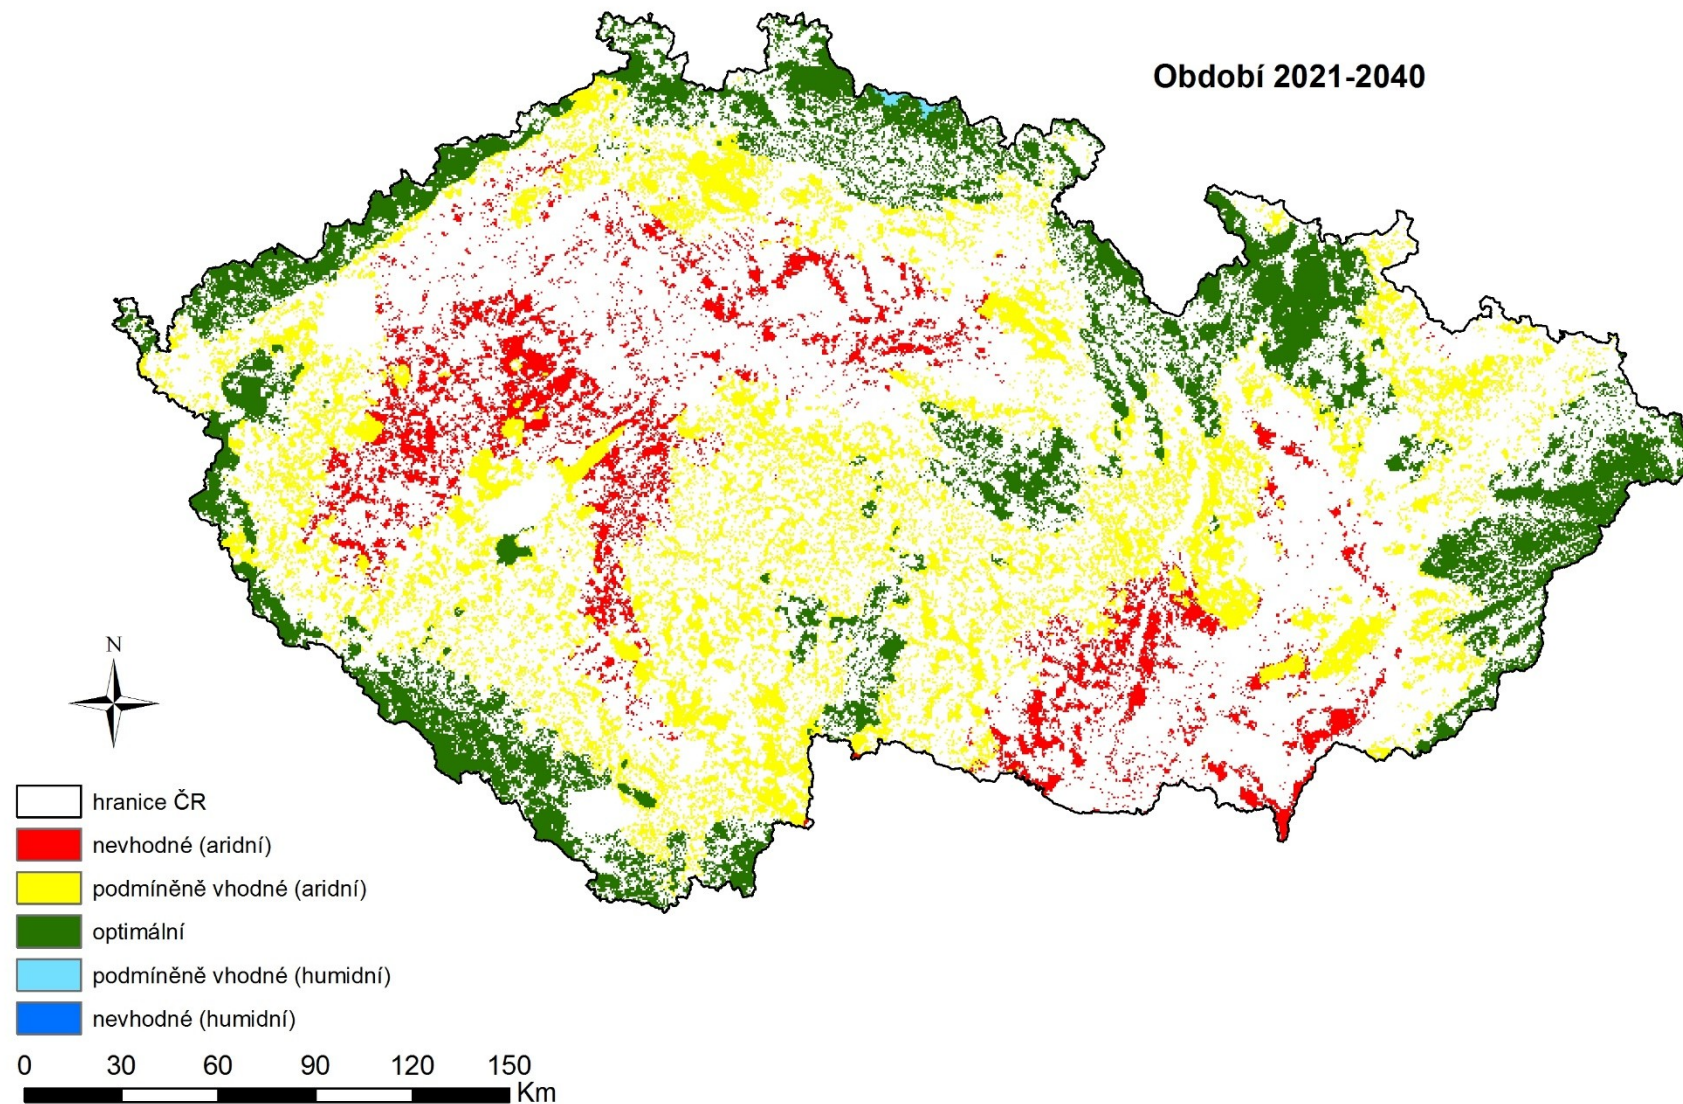 Období 2021-2040
N
hranice ČR
nevhodné (aridní)
podmíněně vhodné (aridní)
optimální
podmíněně vhodné (humidní)
nevhodné (humidní)
0 30 60 90 120 150
Km